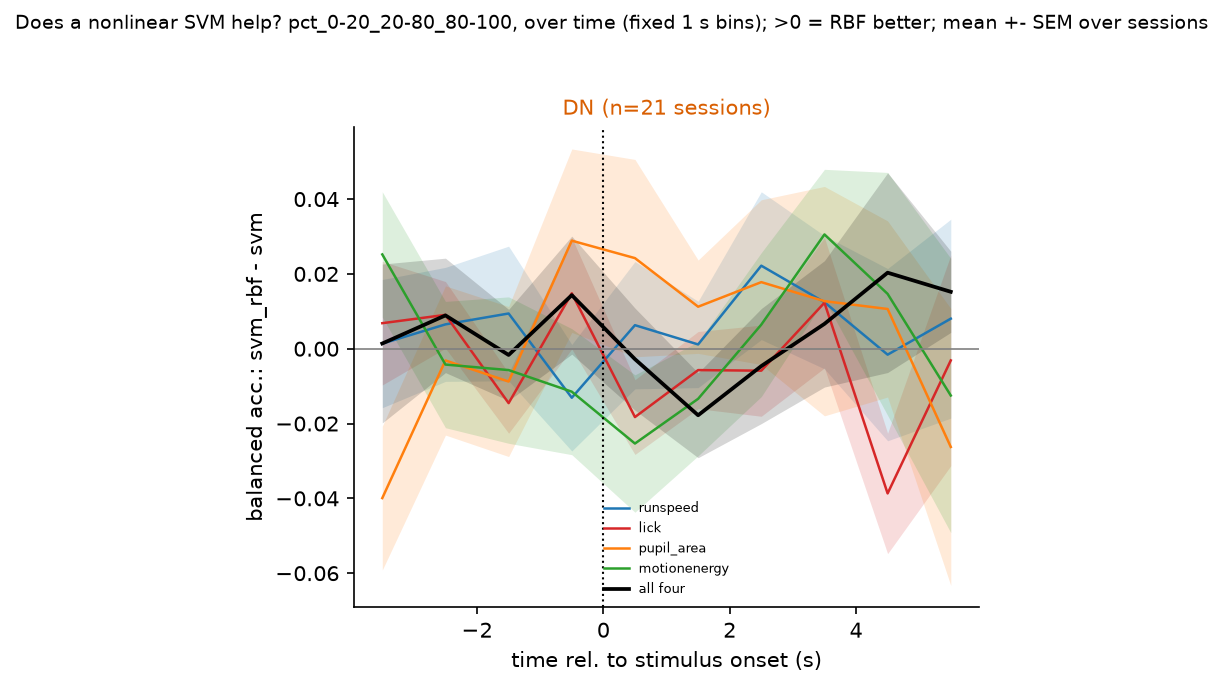 Does a nonlinear SVM help? pct_0-20_20-80_80-100, over time (fixed 1 s bins); >0 = RBF better; mean +- SEM over sessions
DN (n=21 sessions)
balanced acc.: svm_rbf - svm
0.04
0.02
0.00
−0.02
−0.04
−0.06
runspeed
lick
pupil_area
motionenergy
all four
−2
0
2
4
time rel. to stimulus onset (s)